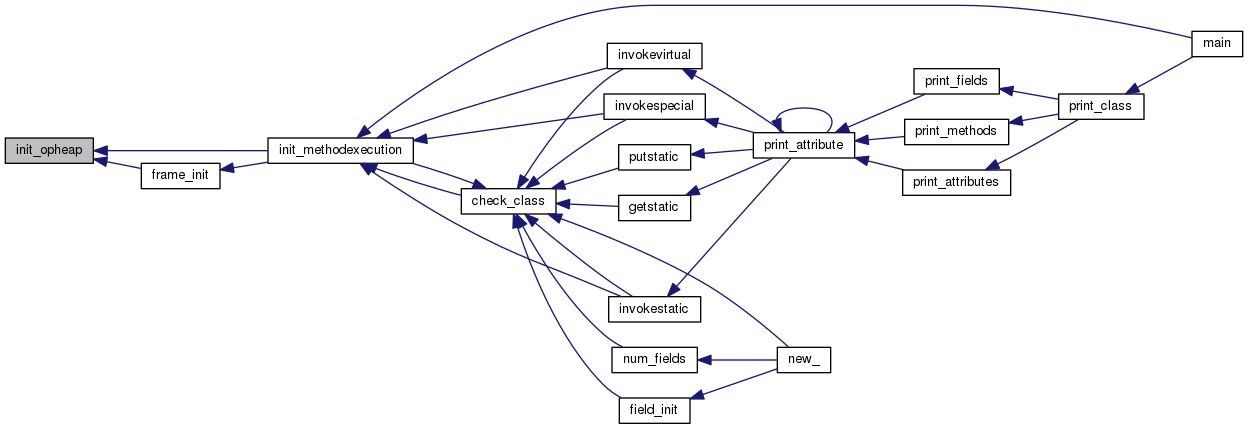 init_opheap
frame_init
init_methodexecution
check_class
invokevirtual
invokespecial
putstatic
getstatic
invokestatic
num_fields
field_init
print_attribute
new_
print_fields
print_methods
print_attributes
print_class
main